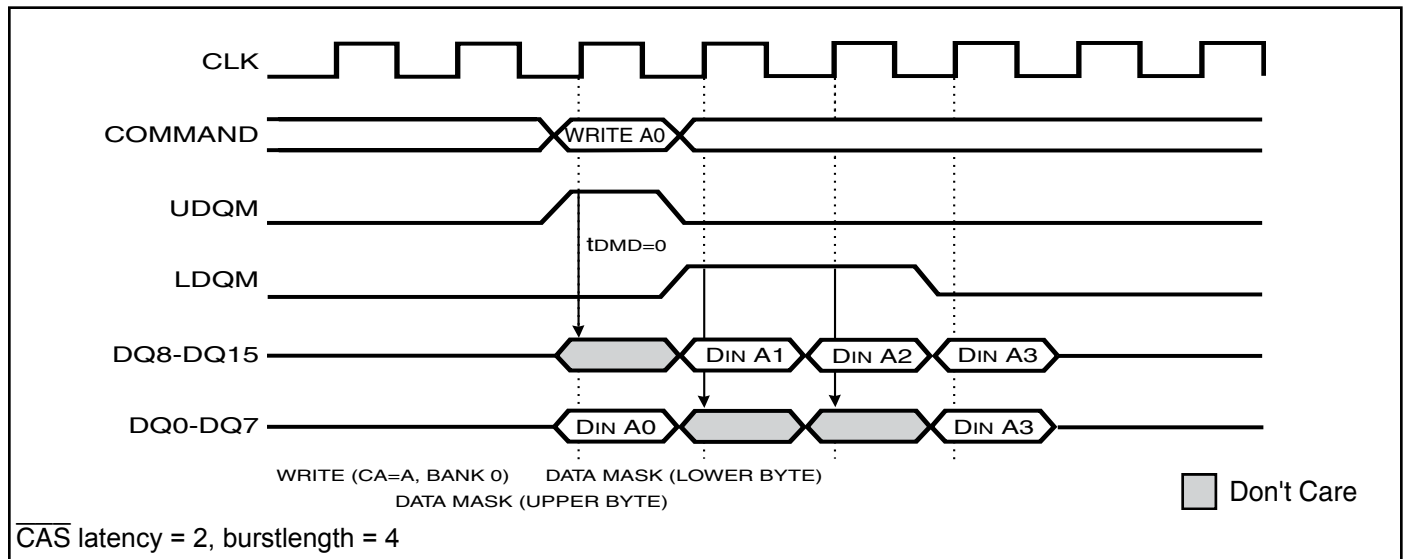 CLK
COMMAND
WRITE A0
UDQM
tDMD=0
LDQM
DQ8-DQ15
DIN A1
DIN A2
DIN A3
DQ0-DQ7
DIN A0
DIN A3
WRITE (CA=A, BANK 0)
DATA MASK (LOWER BYTE)
DATA MASK (UPPER BYTE)
Don't Care
CAS latency = 2, burstlength = 4